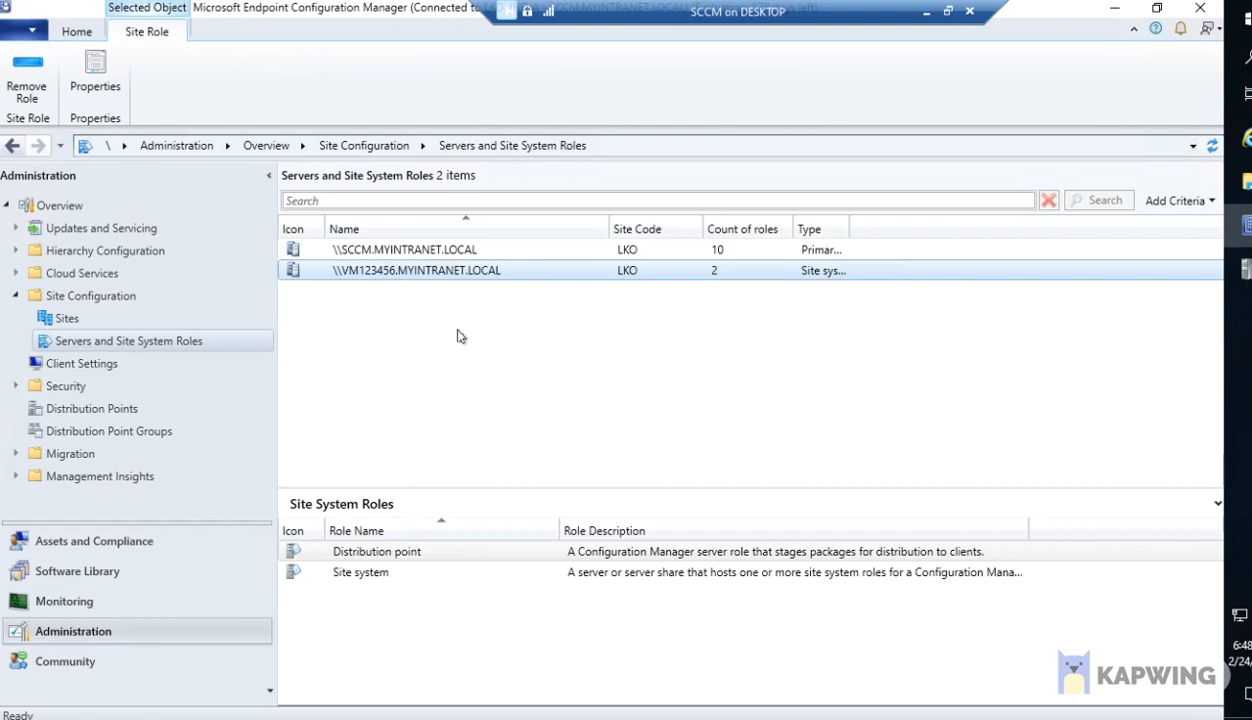 Selected Object Microsoft Endpoint Configuration Manager (Connected to
SCCM on DESKTOP
Home Site Role
Remove Role Properties
Site Role Properties
\ Administration Overview Site Configuration Servers and Site System Roles
Administration
Overview
Updates and Servicing
Hierarchy Configuration
Cloud Services
Site Configuration
Sites
Servers and Site System Roles
Client Settings
Security
Distribution Points
Distribution Point Groups
Migration
Management Insights
Assets and Compliance
Software Library
Monitoring
Administration
Community
Servers and Site System Roles 2 items
Search Search Add Criteria
Icon Name Site Code Count of roles Type
\\SCCM.MYINTRANET.LOCAL LKO 10 Primar...
\\VM123456.MYINTRANET.LOCAL LKO 2 Site sys...
Site System Roles
Icon Role Name Role Description
Distribution point A Configuration Manager server role that stages packages for distribution to clients.
Site system A server or server share that hosts one or more site system roles for a Configuration Mana...
Ready
6:48
2/24/
KAPWING